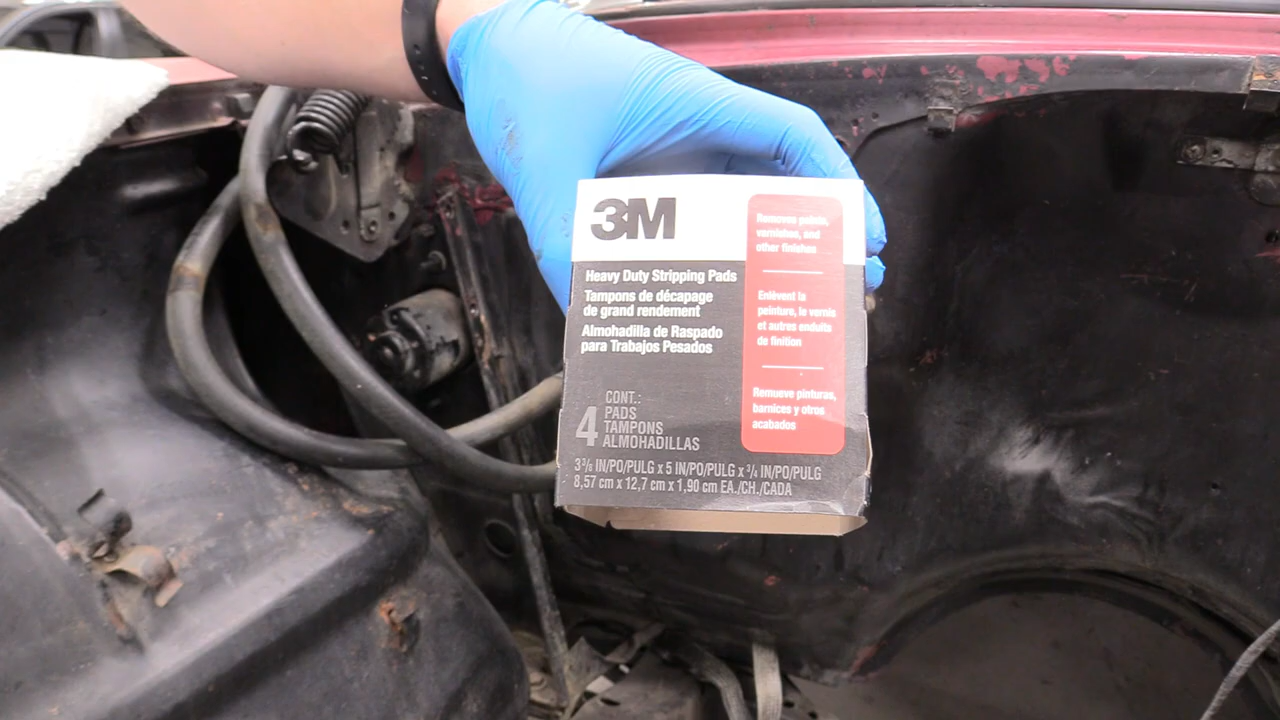 3M
Heavy Duty Stripping Pads
Tampons de décapage
de grand rendement
Almohadilla de Raspado
para Trabajos Pesados
CONT.:
4 PADS
TAMPONS
ALMOHADILLAS
3 3/8 IN/PO/PULG x 5 IN/PO/PULG x 3/4 IN/PO/PULG
8,57 cm x 12,7 cm x 1,90 cm EA./CH./CADA
Removes paints,
varnishes, and
other finishes
Enlèvent la
peinture, le vernis
et autres enduits
de finition
Remueve pinturas,
barnices y otros
acabados